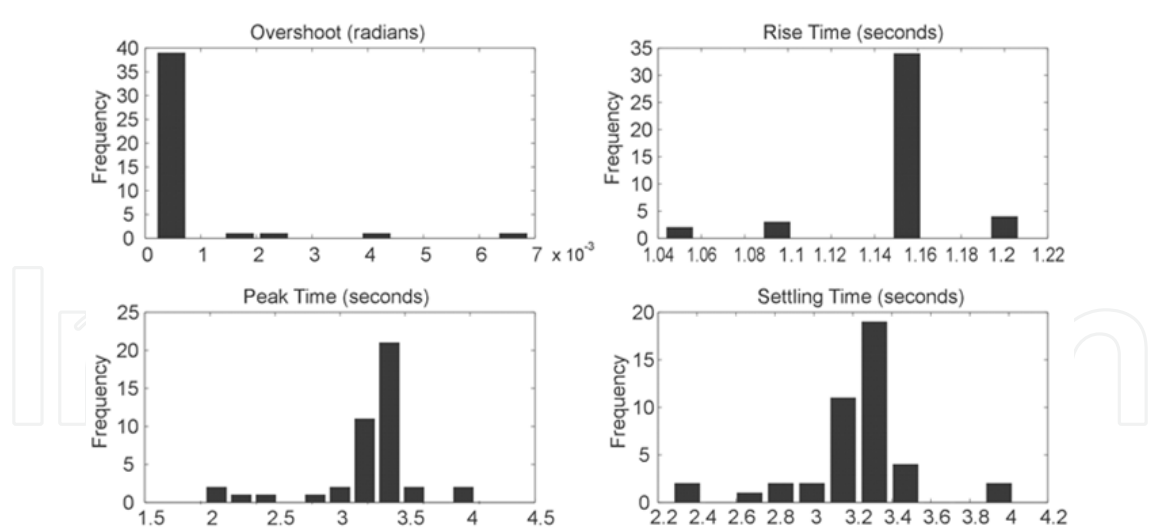 Overshoot (radians)
Frequency
40
35
30
25
20
15
10
5
0
0 1 2 3 4 5 6 7 x 10⁻³
Rise Time (seconds)
Frequency
35
30
25
20
15
10
5
0
1.04 1.06 1.08 1.1 1.12 1.14 1.16 1.18 1.2 1.22
Peak Time (seconds)
Frequency
25
20
15
10
5
0
1.5 2 2.5 3 3.5 4 4.5
Settling Time (seconds)
Frequency
20
15
10
5
0
2.2 2.4 2.6 2.8 3 3.2 3.4 3.6 3.8 4 4.2